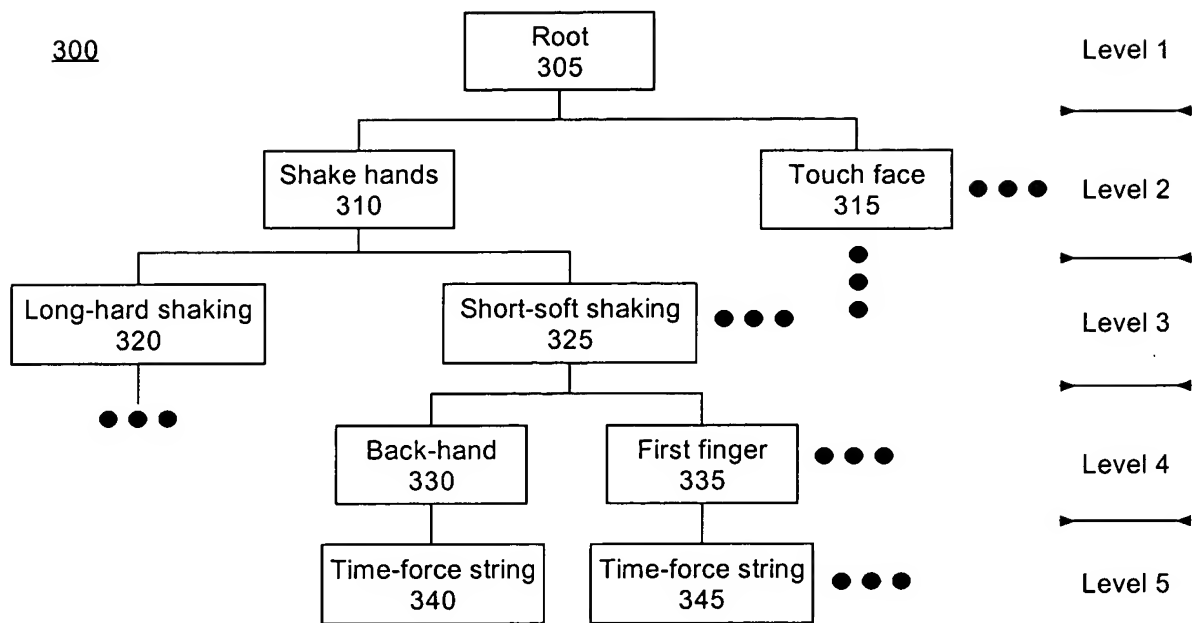 300
Root
305
Level 1
Shake hands
310
Touch face
315
Level 2
Long-hard shaking
320
Short-soft shaking
325
Level 3
Back-hand
330
First finger
335
Level 4
Time-force string
340
Time-force string
345
Level 5